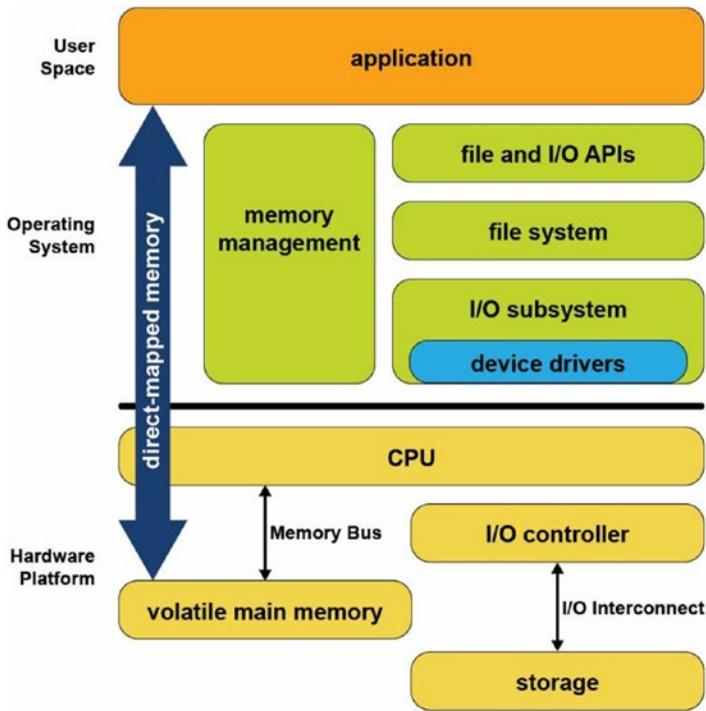 User
Space
application
file and I/O APIs
memory
management
Operating
System
file system
I/O subsystem
device drivers
direct-mapped memory
CPU
Memory Bus
I/O controller
Hardware
Platform
volatile main memory
I/O Interconnect
storage